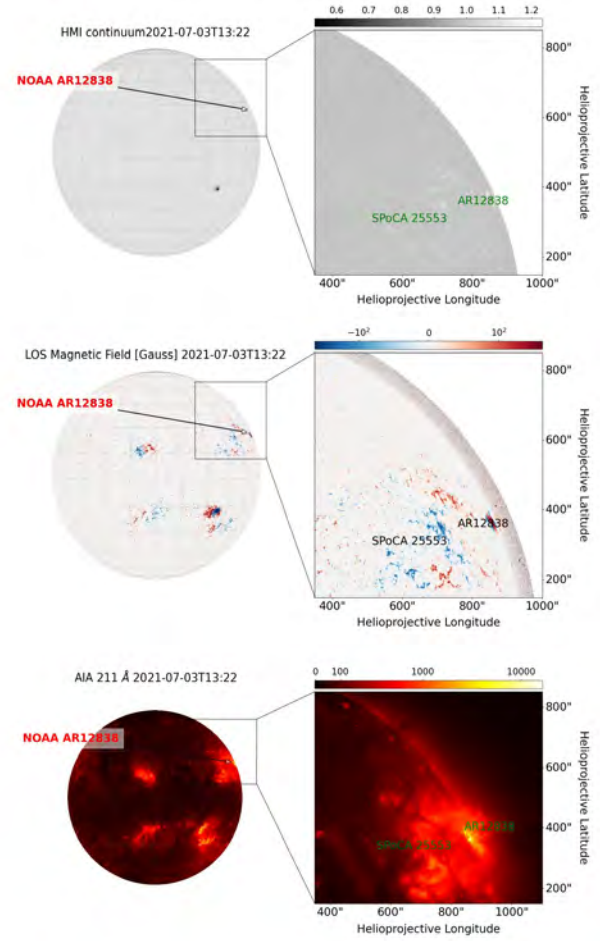 HMI continuum2021-07-03T13:22
NOAA AR12838
0.6 0.7 0.8 0.9 1.0 1.1 1.2
800"
600"
400"
200"
AR12838
SPoCA 25553
400" 600" 800" 1000"
Helioprojective Longitude
Helioprojective Latitude
LOS Magnetic Field [Gauss] 2021-07-03T13:22
NOAA AR12838
−10² 0 10²
800"
600"
400"
200"
AR12838
SPoCA 25553
400" 600" 800" 1000"
Helioprojective Longitude
Helioprojective Latitude
AIA 211 Å 2021-07-03T13:22
NOAA AR12838
0 100 1000 10000
800"
600"
400"
200"
AR12838
SPoCA 25553
400" 600" 800" 1000"
Helioprojective Longitude
Helioprojective Latitude